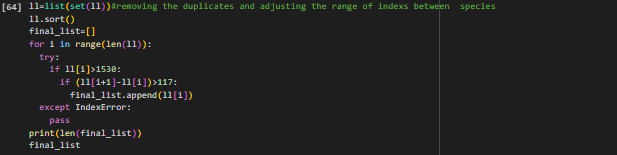 [64] ll=list(set(ll))#removing the duplicates and adjusting the range of indexs between  species
ll.sort()
final_list=[]
for i in range(len(ll)):
  try:
    if ll[i]>1530:
      if (ll[i+1]-ll[i])>117:
        final_list.append(ll[i])
  except IndexError:
    pass
print(len(final_list))
final_list